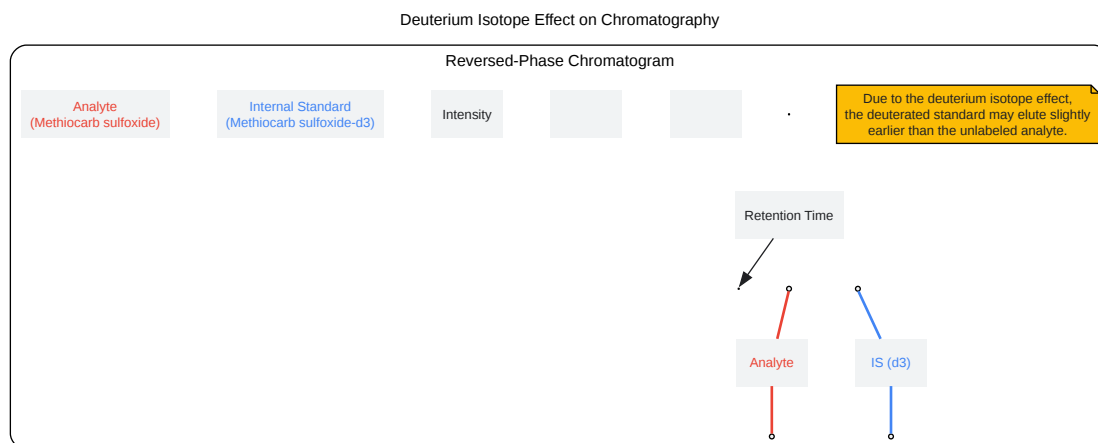 Deuterium Isotope Effect on Chromatography
Reversed-Phase Chromatogram
Analyte
(Methiocarb sulfoxide)
Internal Standard
(Methiocarb sulfoxide-d3)
Intensity
Due to the deuterium isotope effect,
the deuterated standard may elute slightly
earlier than the unlabeled analyte.
Retention Time
Analyte
IS (d3)